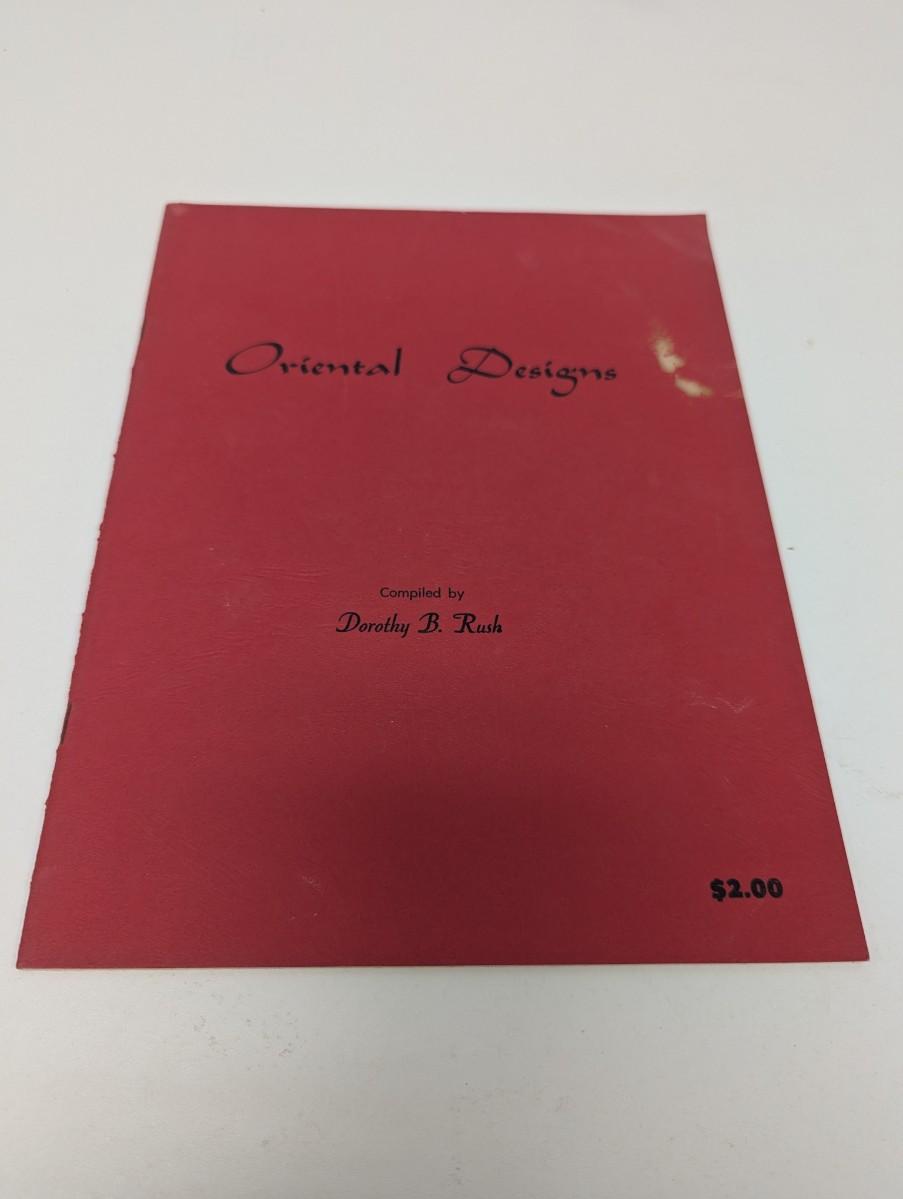 Oriental Designs
Compiled by
Dorothy B. Rush
$2.00